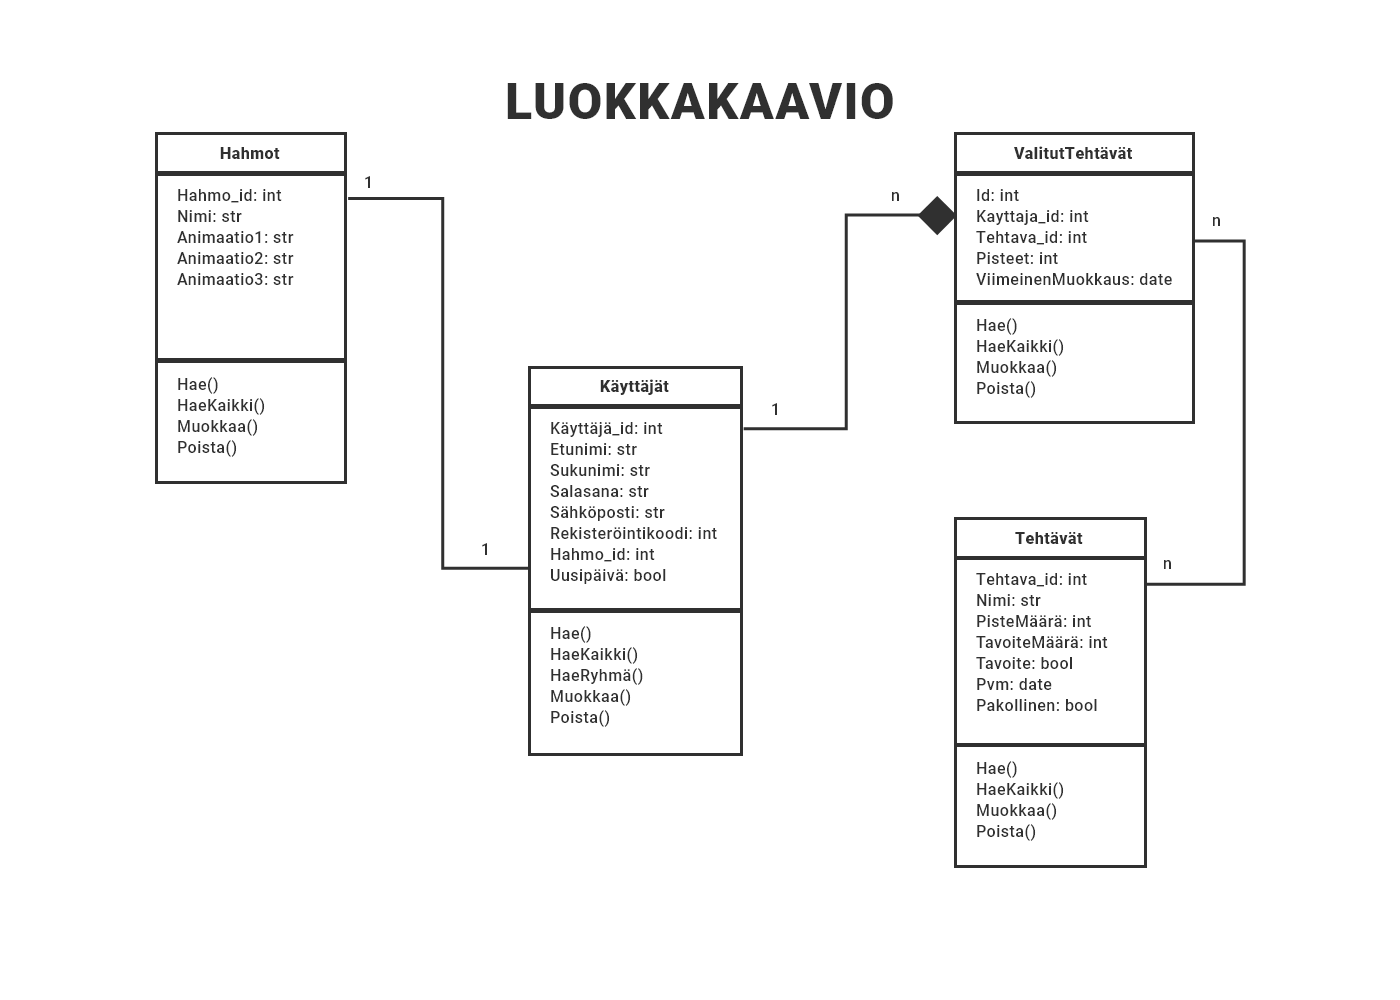 LUOKKAKAAVIO
Hahmot
Hahmo_id: int
Nimi: str
Animaatio1: str
Animaatio2: str
Animaatio3: str
Hae()
HaeKaikki()
Muokkaa()
Poista()
1
1
Käyttäjät
Käyttäjä_id: int
Etunimi: str
Sukunimi: str
Salasana: str
Sähköposti: str
Rekisteröintikoodi: int
Hahmo_id: int
Uusipäivä: bool
Hae()
HaeKaikki()
HaeRyhmä()
Muokkaa()
Poista()
1
n
ValitutTehtävät
Id: int
Kayttaja_id: int
Tehtava_id: int
Pisteet: int
ViimeinenMuokkaus: date
Hae()
HaeKaikki()
Muokkaa()
Poista()
n
n
Tehtävät
Tehtava_id: int
Nimi: str
PisteMäärä: int
TavoiteMäärä: int
Tavoite: bool
Pvm: date
Pakollinen: bool
Hae()
HaeKaikki()
Muokkaa()
Poista()